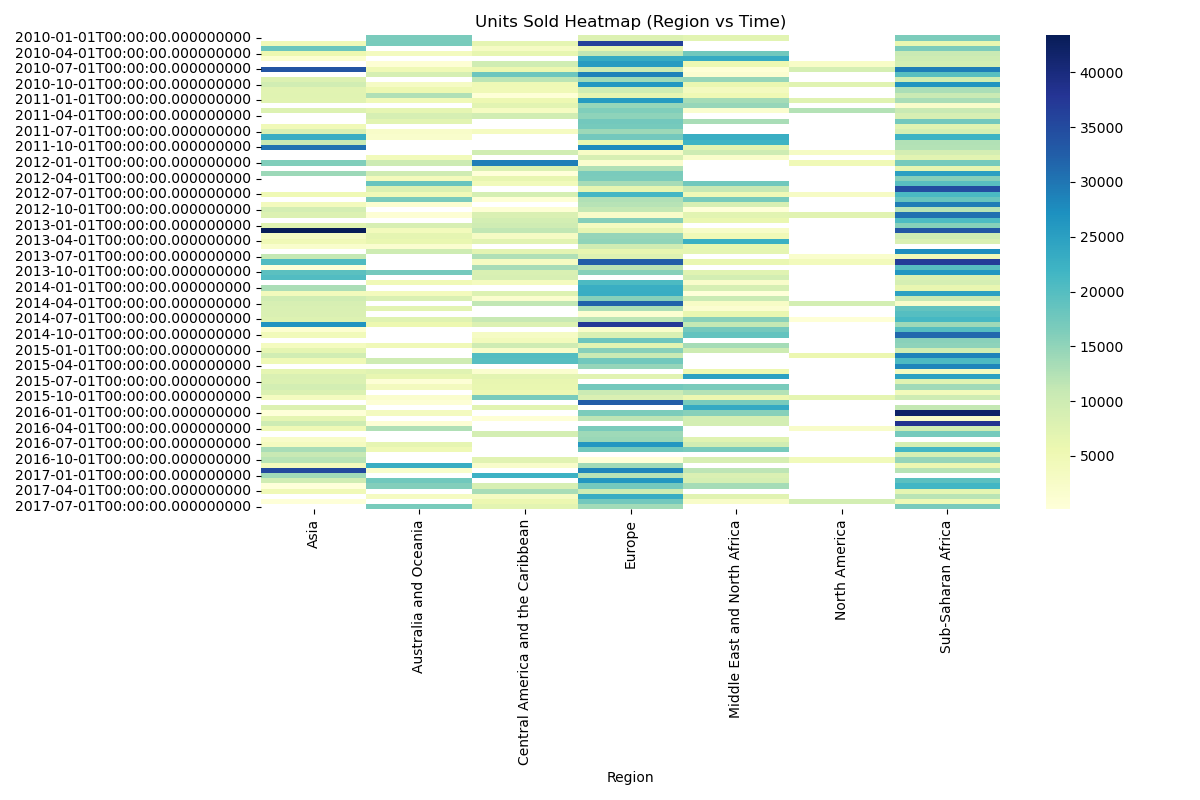 Units Sold Heatmap (Region vs Time)
2010-01-01T00:00:00.000000000
2010-04-01T00:00:00.000000000
2010-07-01T00:00:00.000000000
2010-10-01T00:00:00.000000000
2011-01-01T00:00:00.000000000
2011-04-01T00:00:00.000000000
2011-07-01T00:00:00.000000000
2011-10-01T00:00:00.000000000
2012-01-01T00:00:00.000000000
2012-04-01T00:00:00.000000000
2012-07-01T00:00:00.000000000
2012-10-01T00:00:00.000000000
2013-01-01T00:00:00.000000000
2013-04-01T00:00:00.000000000
2013-07-01T00:00:00.000000000
2013-10-01T00:00:00.000000000
2014-01-01T00:00:00.000000000
2014-04-01T00:00:00.000000000
2014-07-01T00:00:00.000000000
2014-10-01T00:00:00.000000000
2015-01-01T00:00:00.000000000
2015-04-01T00:00:00.000000000
2015-07-01T00:00:00.000000000
2015-10-01T00:00:00.000000000
2016-01-01T00:00:00.000000000
2016-04-01T00:00:00.000000000
2016-07-01T00:00:00.000000000
2016-10-01T00:00:00.000000000
2017-01-01T00:00:00.000000000
2017-04-01T00:00:00.000000000
2017-07-01T00:00:00.000000000
Asia
Australia and Oceania
Central America and the Caribbean
Europe
Middle East and North Africa
North America
Sub-Saharan Africa
Region
40000
35000
30000
25000
20000
15000
10000
5000